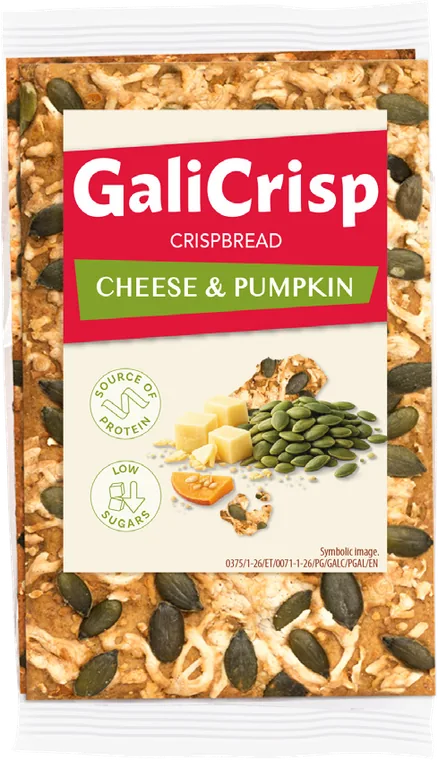 GaliCrisp
CRISPBREAD
CHEESE & PUMPKIN
SOURCE OF
PROTEIN
LOW
SUGARS
Symbolic image.
0375/1-26/ET/0071-1-26/PG/GALC/PGAL/EN